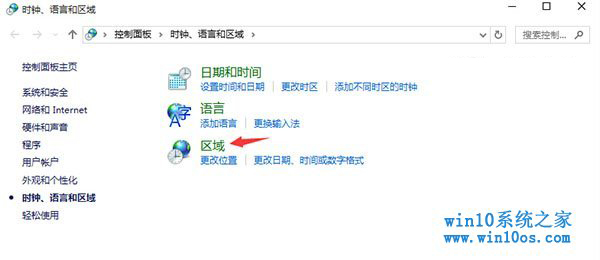 时钟、语言和区域
控制面板 › 时钟、语言和区域 ›
搜索控制...
控制面板主页
系统和安全
网络和 Internet
硬件和声音
程序
用户帐户
外观和个性化
时钟、语言和区域
轻松使用
日期和时间
设置时间和日期 | 更改时区 | 添加不同时区的时钟
语言
添加语言 | 更换输入法
区域
更改位置 | 更改日期、时间或数字格式
win10系统之家
www.win10os.com